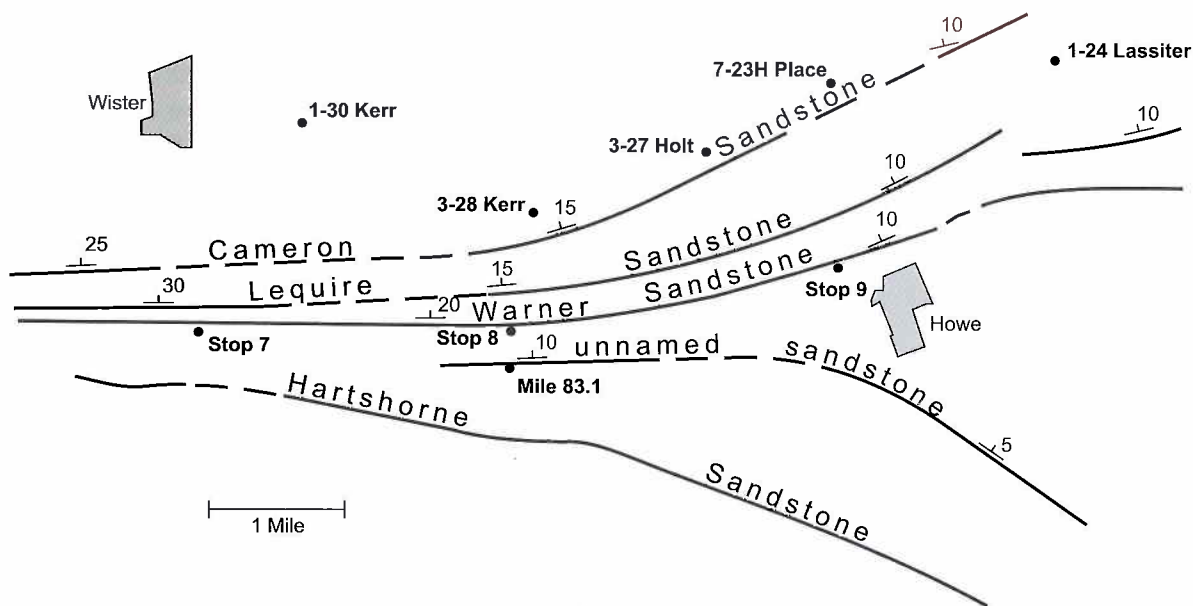 10
1-24 Lassiter
7-23H Place
Wister
1-30 Kerr
Sandstone
10
3-27 Holt
3-28 Kerr
15
10
25
Cameron
Sandstone
10
30
Lequire
15
Sandstone
Stop 9
20
Warner
Howe
Stop 7
Stop 8
10
unnamed
sandstone
Mile 83.1
Hartshorne
5
Sandstone
1 Mile